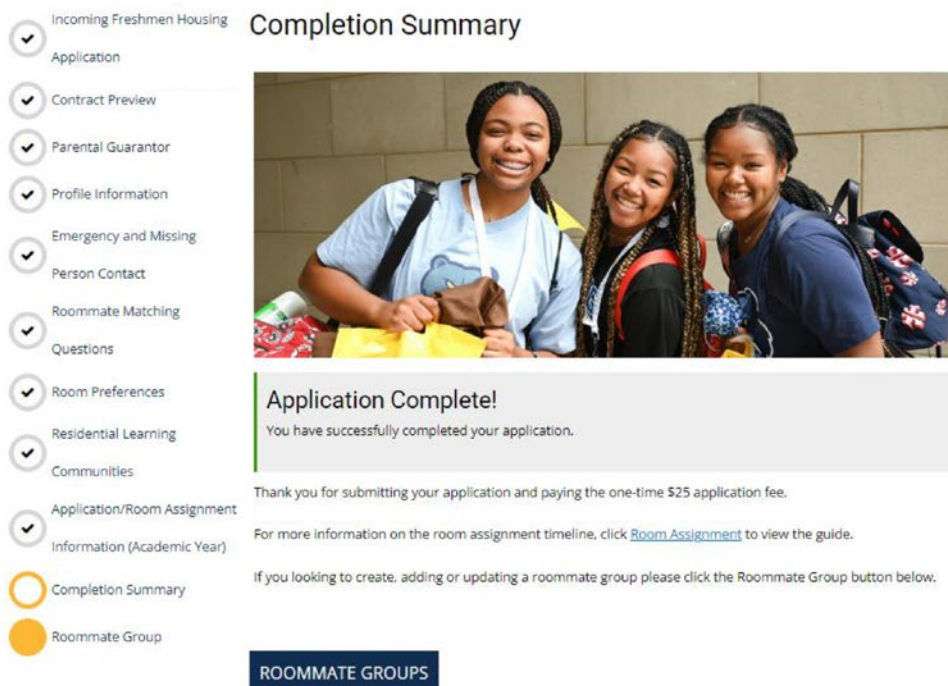 Incoming Freshmen Housing
Application
Contract Preview
Parental Guarantor
Profile Information
Emergency and Missing
Person Contact
Roommate Matching
Questions
Room Preferences
Residential Learning
Communities
Application/Room Assignment
Information (Academic Year)
Completion Summary
Roommate Group
Completion Summary
Application Complete!
You have successfully completed your application.
Thank you for submitting your application and paying the one-time $25 application fee.
For more information on the room assignment timeline, click Room Assignment to view the guide.
If you looking to create, adding or updating a roommate group please click the Roommate Group button below.
ROOMMATE GROUPS